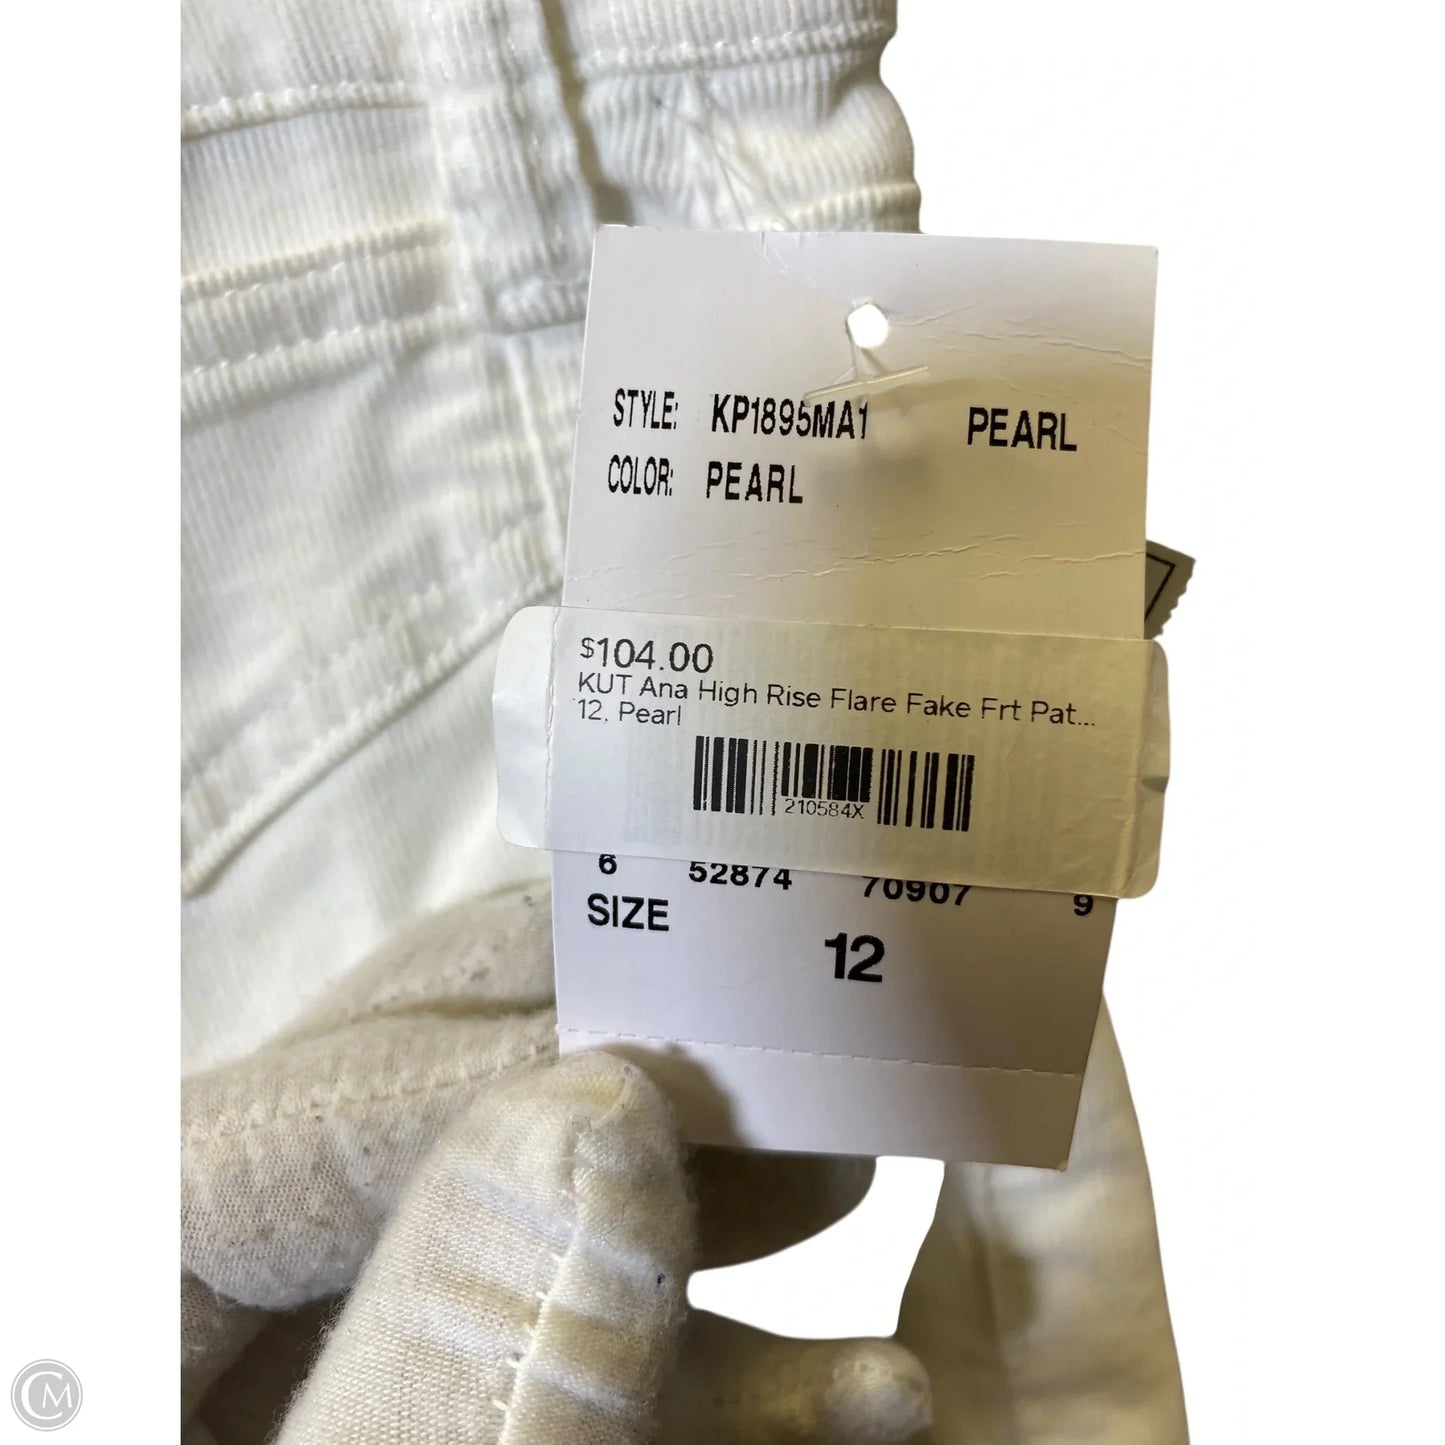 STYLE: KP1895MA1 PEARL
COLOR: PEARL
$104.00
KUT Ana High Rise Flare Fake Frt Pat...
12, Pearl
210584X
6 52874 70907 9
SIZE 12
CM